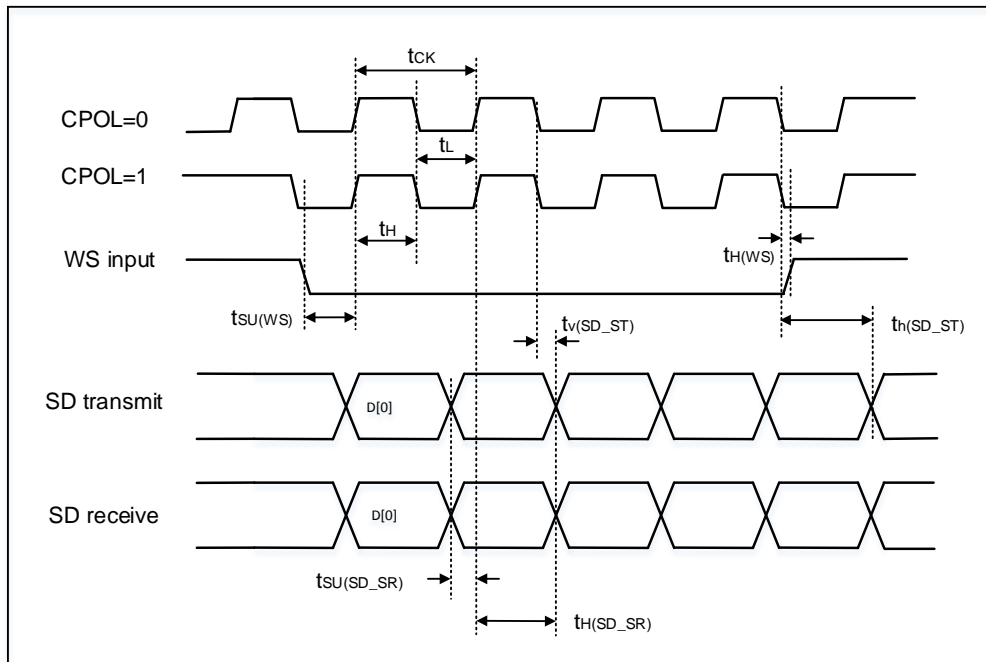 tCK
CPOL=0
tL
CPOL=1
tH
WS input
tH(WS)
tSU(WS)
tv(SD_ST)
th(SD_ST)
SD transmit
D[0]
SD receive
D[0]
tSU(SD_SR)
tH(SD_SR)